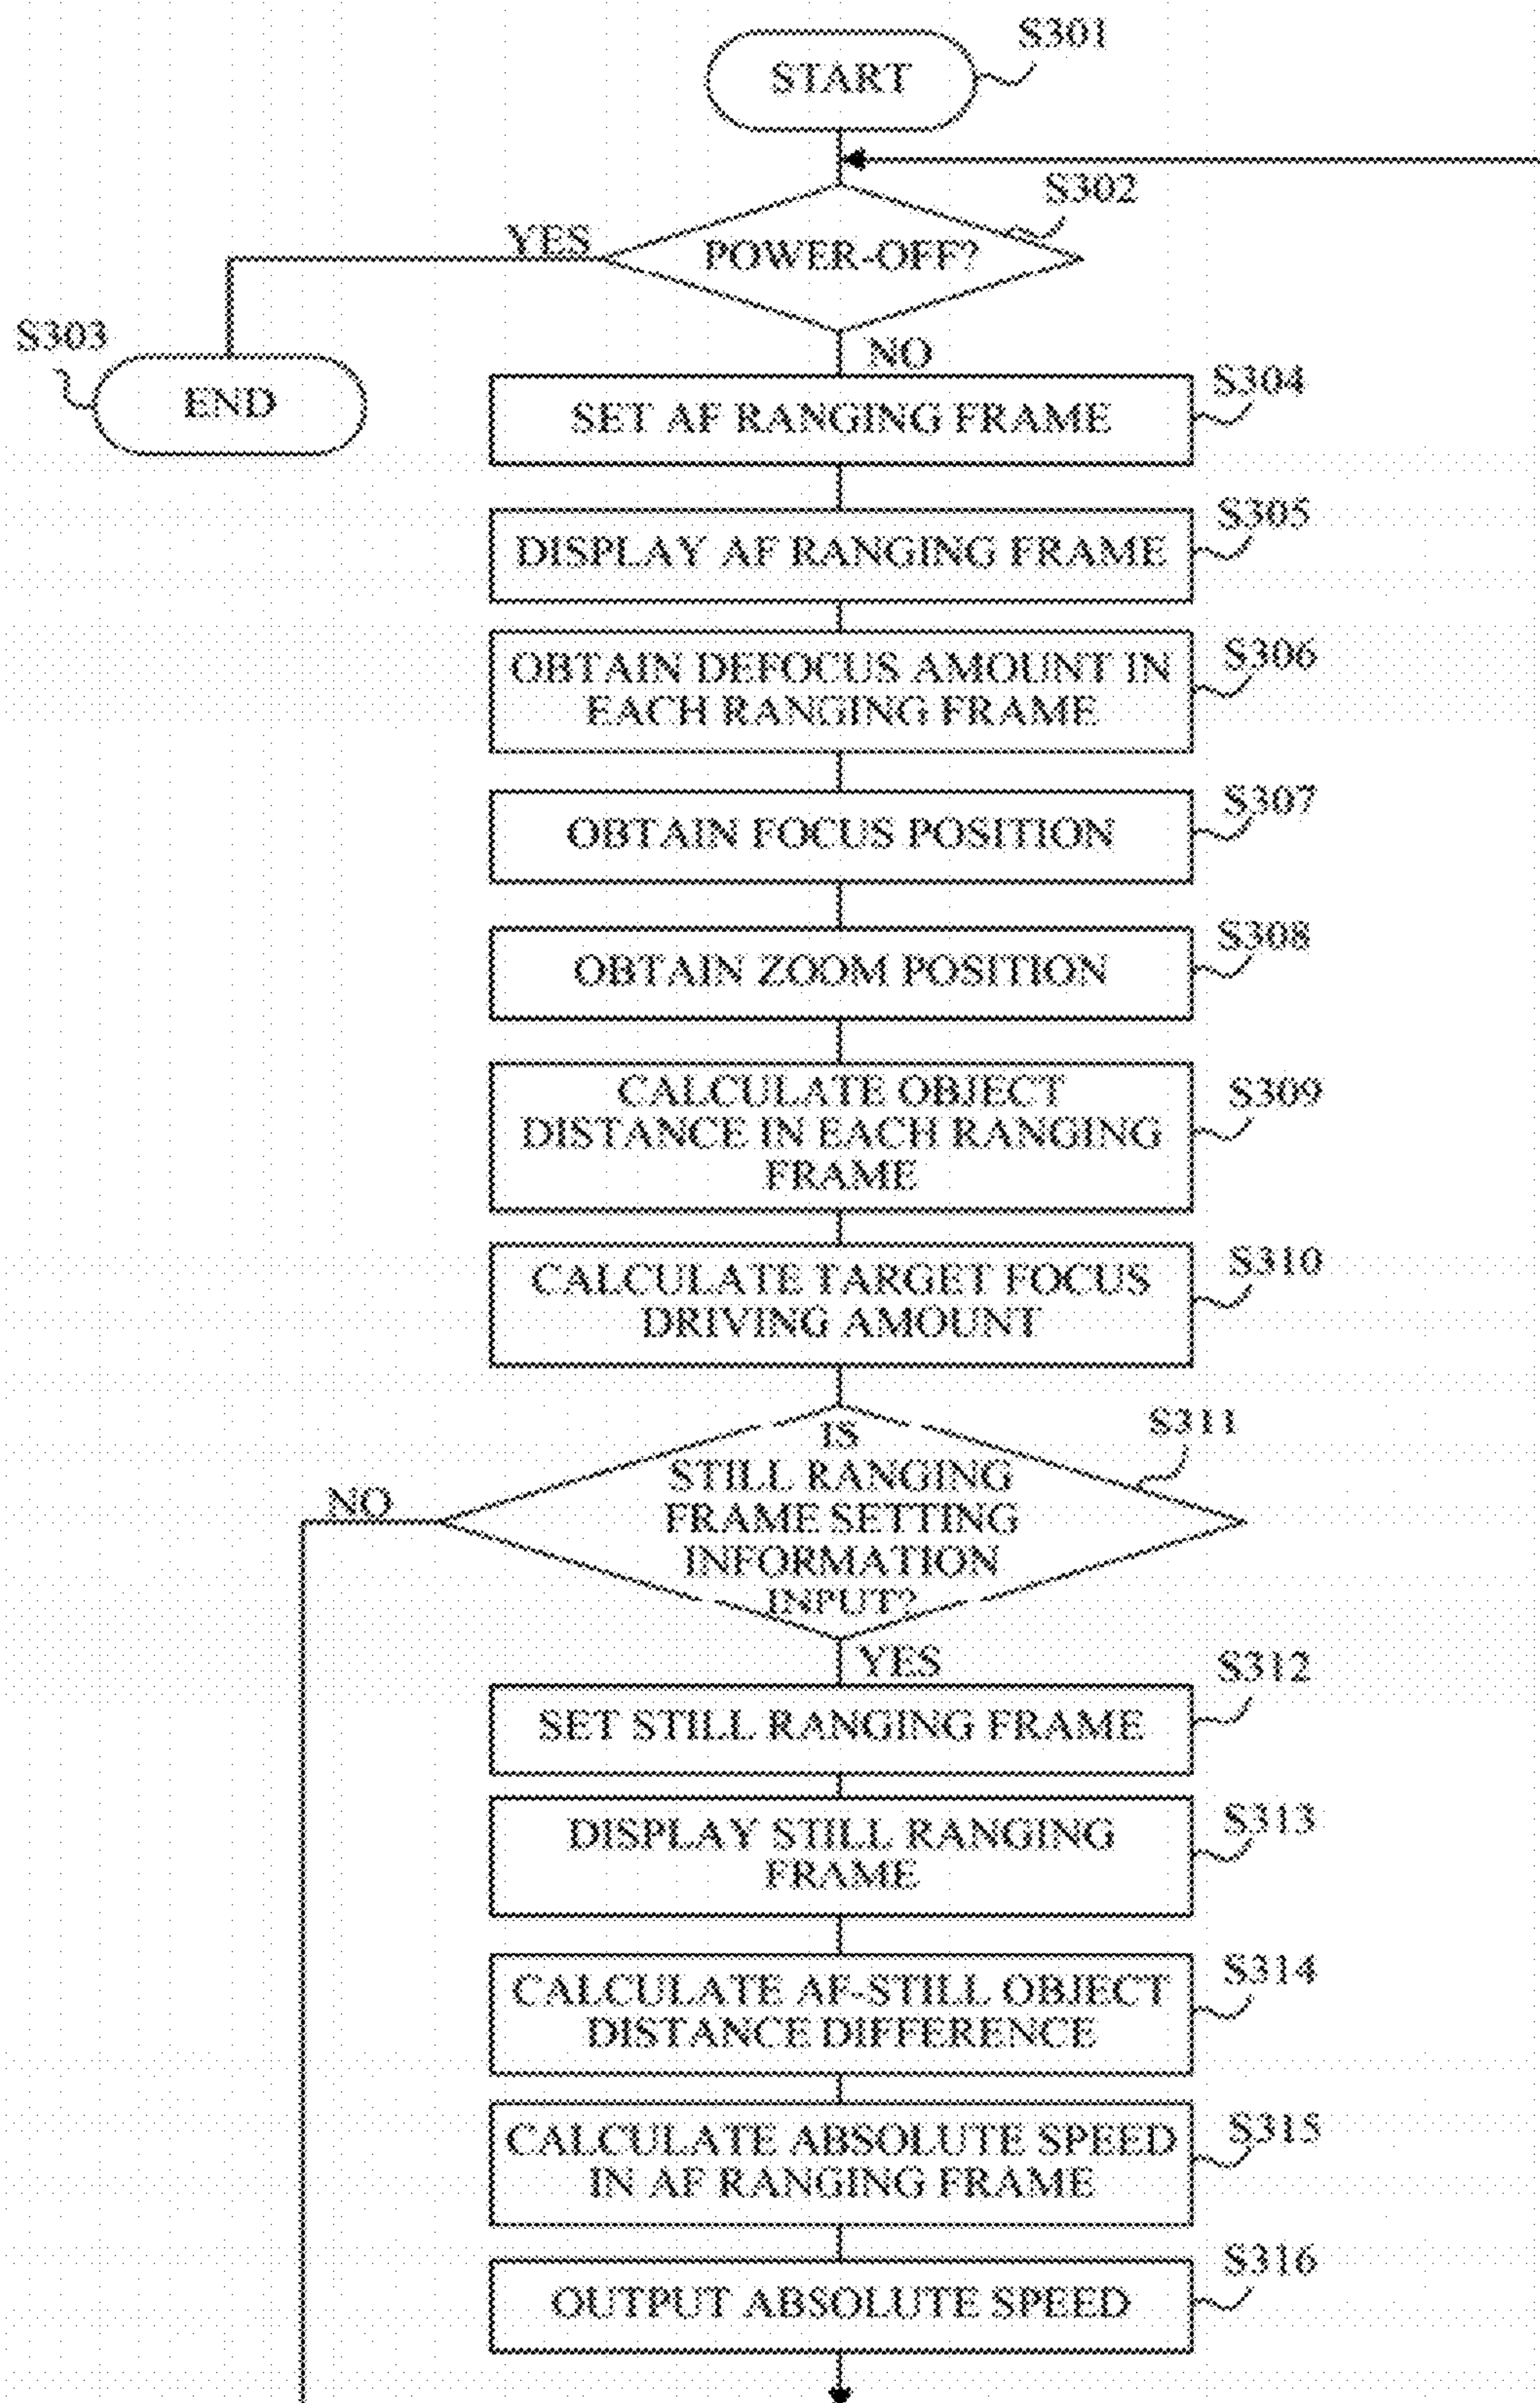 S301
START
S302
YES
POWER-OFF?
S303
NO
END
S304
SET AF RANGING FRAME
S305
DISPLAY AF RANGING FRAME
S306
OBTAIN DEFOCUS AMOUNT IN
EACH RANGING FRAME
S307
OBTAIN FOCUS POSITION
S308
OBTAIN ZOOM POSITION
S309
CALCULATE OBJECT
DISTANCE IN EACH RANGING
FRAME
S310
CALCULATE TARGET FOCUS
DRIVING AMOUNT
S311
IS
STILL RANGING
FRAME SETTING
INFORMATION
INPUT?
NO
YES
S312
SET STILL RANGING FRAME
S313
DISPLAY STILL RANGING
FRAME
S314
CALCULATE AF-STILL OBJECT
DISTANCE DIFFERENCE
S315
CALCULATE ABSOLUTE SPEED
IN AF RANGING FRAME
S316
OUTPUT ABSOLUTE SPEED